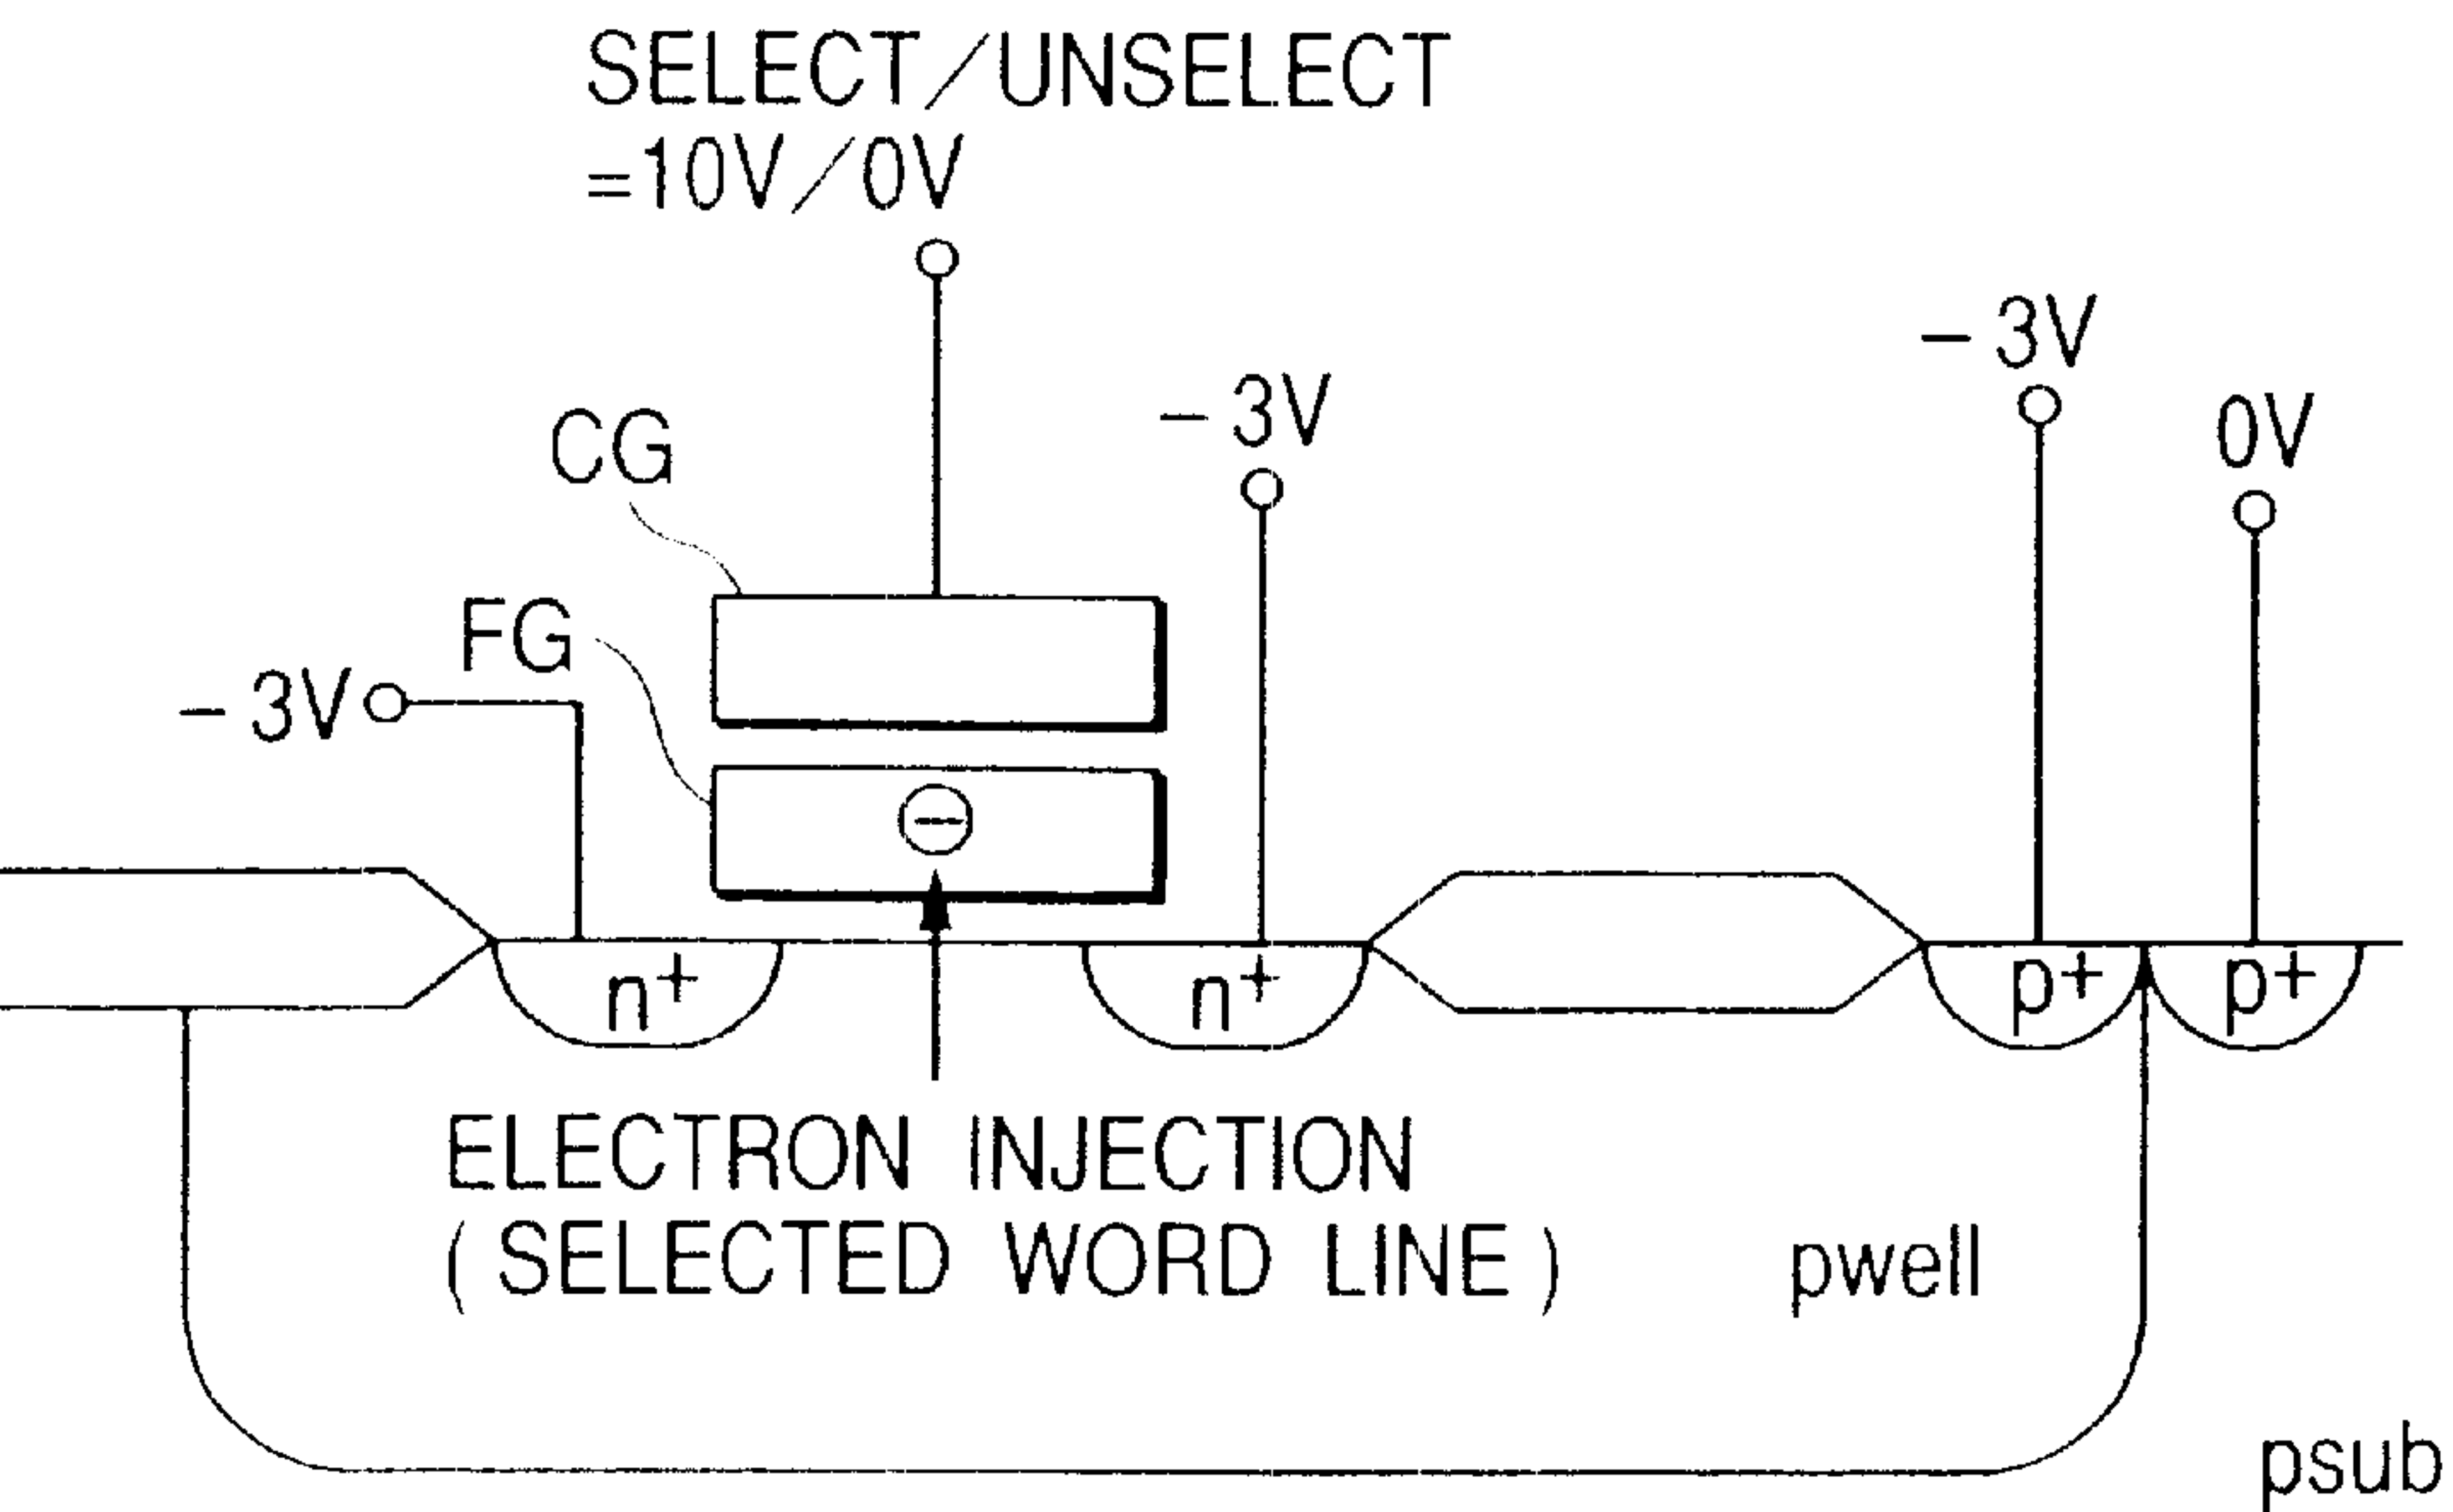 SELECT/UNSELECT
=10V/0V
-3V
0V
-3V
CG
FG
-3V
⊖
n+
n+
p+
p+
ELECTRON INJECTION
(SELECTED WORD LINE)
pwell
psub